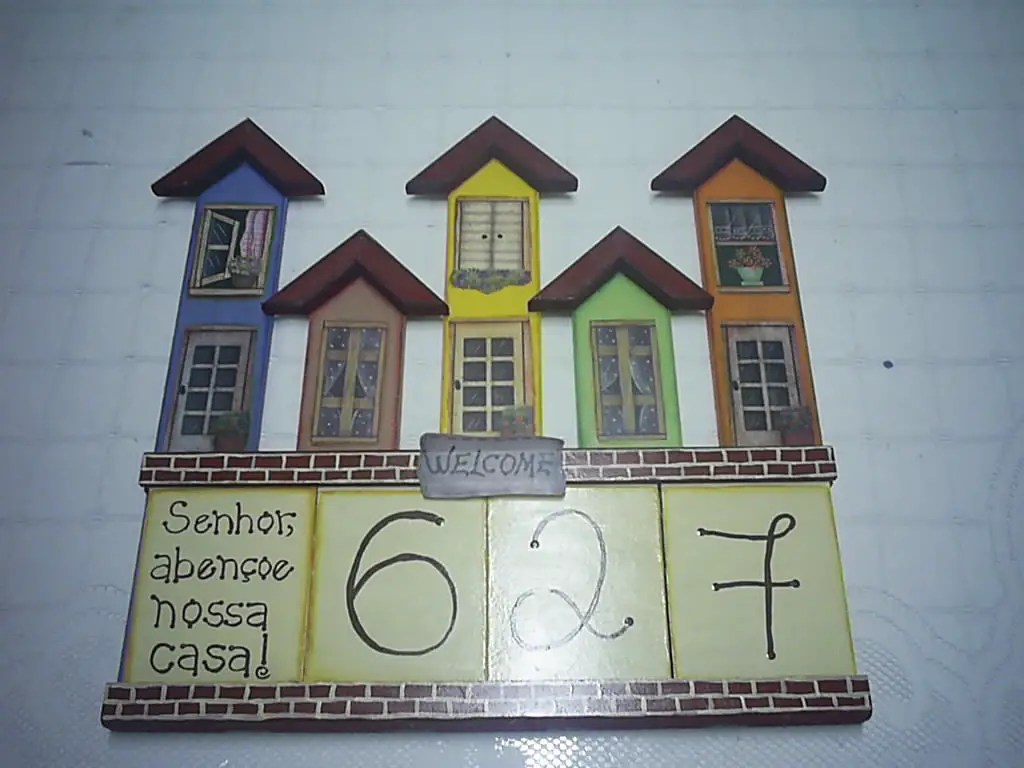 WELCOME
Senhor,
abençoe
nossa
casa!
627